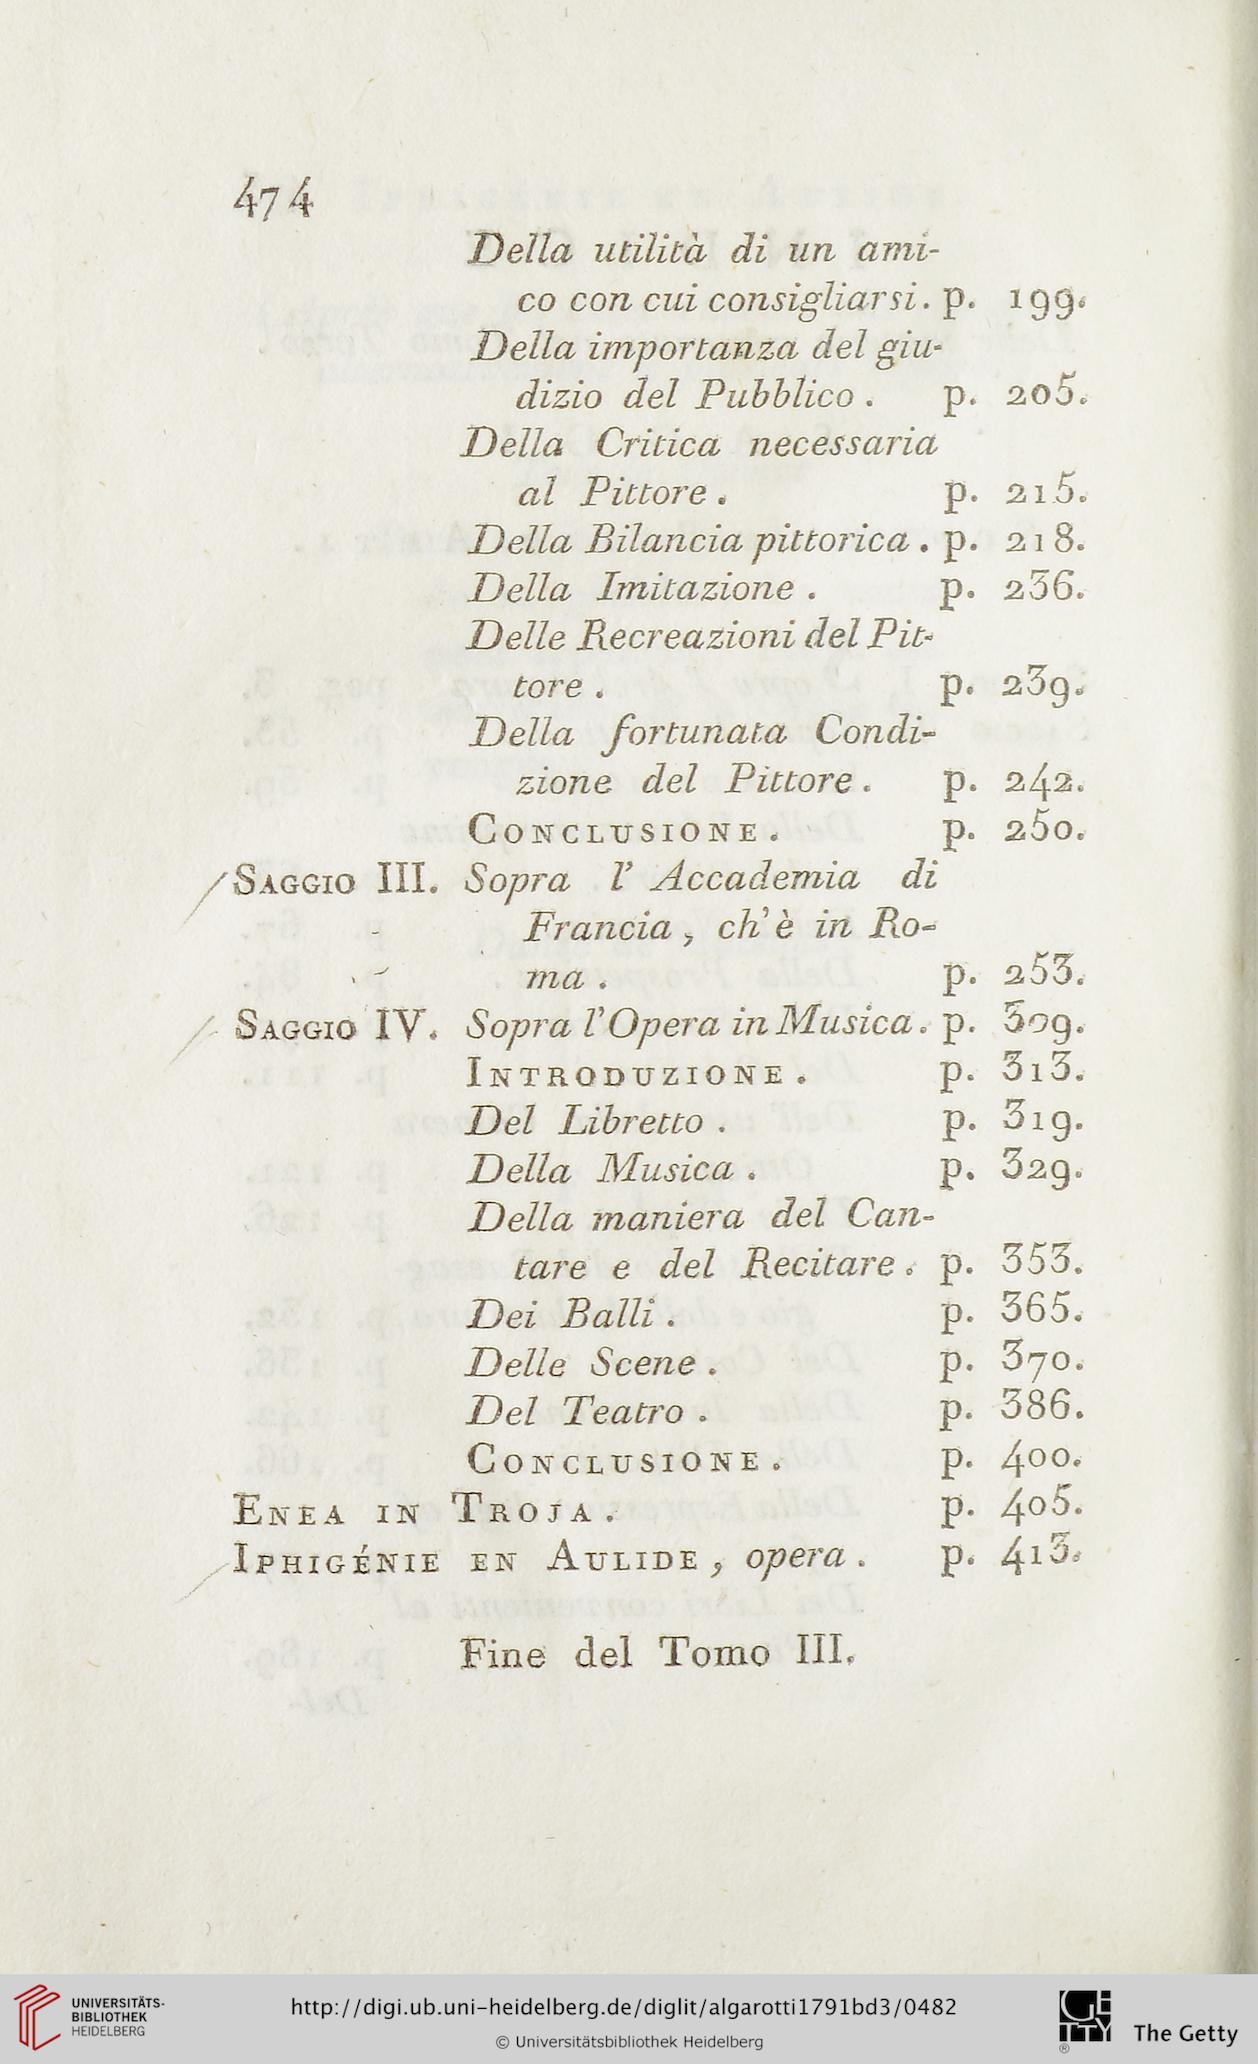 474
Della utilità di un ami-
co con cui consigliarsi. p. 199.
Della importanza del giu-
dizio del Pubblico. p. 205.
Della Critica necessaria
al Pittore. p. 215.
Della Bilancia pittorica. p. 218.
Della Imitazione. p. 236.
Delle Recreazioni del Pit-
tore. p. 239.
Della fortunata Condi-
zione del Pittore. p. 242.
CONCLUSIONE. p. 250.
SAGGIO III. Sopra l' Accademia di
Francia, ch'è in Ro-
ma. p. 253.
SAGGIO IV. Sopra l'Opera in Musica. p. 309.
INTRODUZIONE. p. 313.
Del Libretto. p. 319.
Della Musica. p. 329.
Della maniera del Can-
tare e del Recitare. p. 353.
Dei Balli. p. 365.
Delle Scene. p. 370.
Del Teatro. p. 386.
CONCLUSIONE. p. 400.
ENEA IN TROJA. p. 405.
IPHIGÉNIE EN AULIDE, opera. p. 413.
Fine del Tomo III.
UNIVERSITÄTS-
BIBLIOTHEK
HEIDELBERG
http://digi.ub.uni-heidelberg.de/diglit/algarotti1791bd3/0482
© Universitätsbibliothek Heidelberg
The Getty